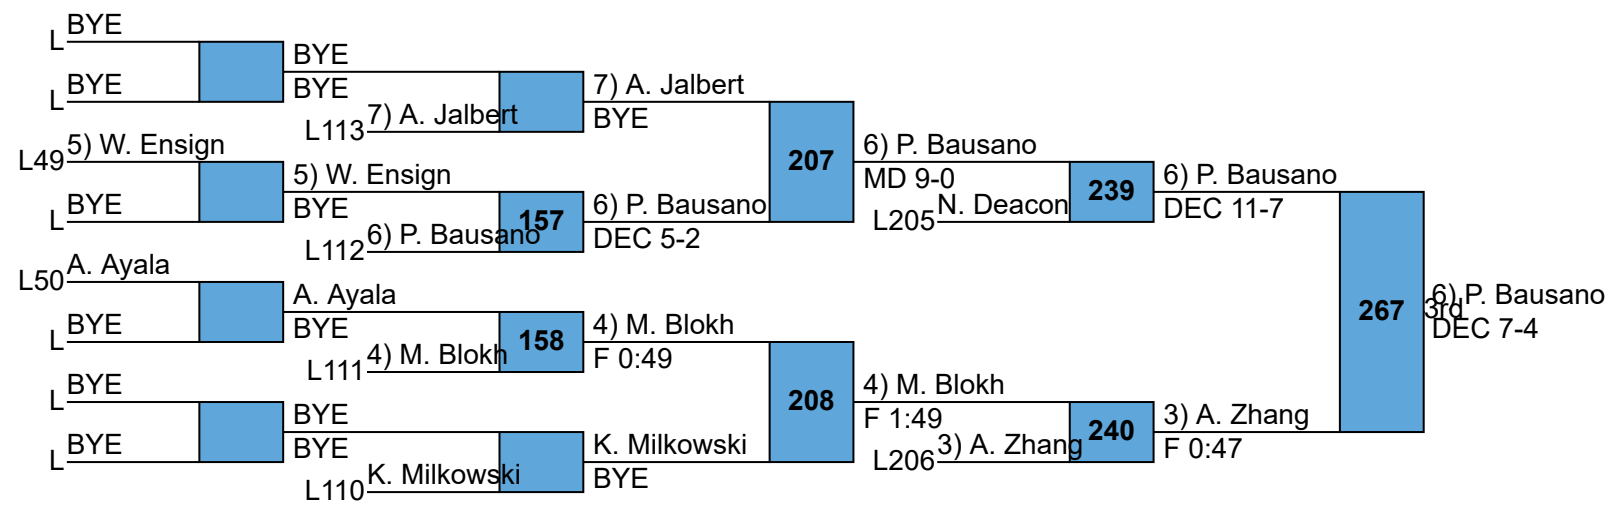 BYE
L
BYE
L
BYE
BYE
L113
7) A. Jalbert
7) A. Jalbert
BYE
L49
5) W. Ensign
L
BYE
5) W. Ensign
BYE
L112
6) P. Bausano
157
6) P. Bausano
DEC 5-2
207
6) P. Bausano
MD 9-0
L205
N. Deacon
239
6) P. Bausano
DEC 11-7
L50
A. Ayala
L
BYE
A. Ayala
BYE
L111
4) M. Blokh
158
4) M. Blokh
F 0:49
L
BYE
L
BYE
BYE
BYE
L110
K. Milkowski
K. Milkowski
BYE
208
4) M. Blokh
F 1:49
L206
3) A. Zhang
240
3) A. Zhang
F 0:47
267
6) P. Bausano
3rd
DEC 7-4